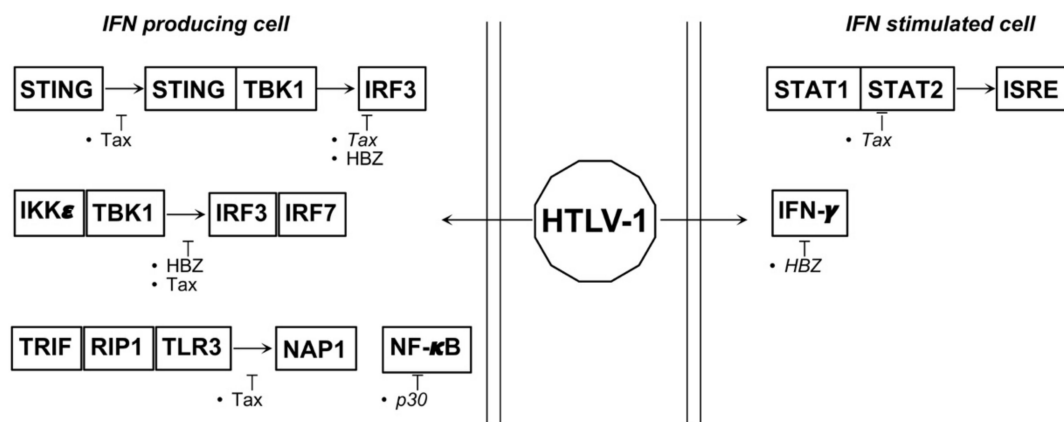 IFN producing cell
IFN stimulated cell
STING
STING TBK1
IRF3
• Tax
• Tax
• HBZ
STAT1 STAT2
ISRE
• Tax
IKKε TBK1
IRF3 IRF7
• HBZ
• Tax
HTLV-1
IFN-γ
• HBZ
TRIF RIP1 TLR3
NAP1
• Tax
NF-κB
• p30